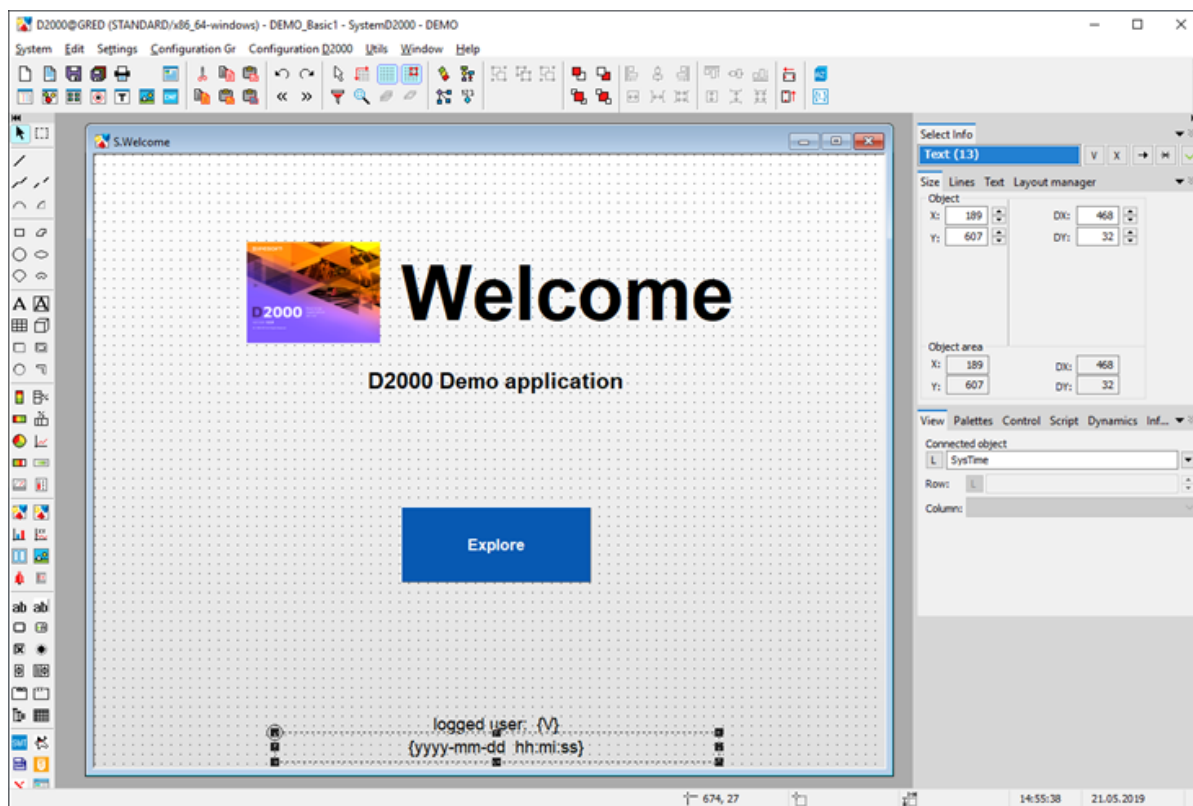 D2000@GRED (STANDARD/x86_64-windows) - DEMO_Basic1 - SystemD2000 - DEMO
System Edit Settings Configuration Gr Configuration D2000 Utils Window Help
S.Welcome
D2000
Welcome
D2000 Demo application
Explore
logged user: {V}
{yyyy-mm-dd hh:mi:ss}
Select Info
Text (13)
V X
Size Lines Text Layout manager
Object
X: 189 DX: 468
Y: 607 DY: 32
Object area
X: 189 DX: 468
Y: 607 DY: 32
View Palettes Control Script Dynamics Inf...
Connected object
L SysTime
Row: L
Column:
A A
ab ab
SMT
674, 27 14:55:38 21.05.2019